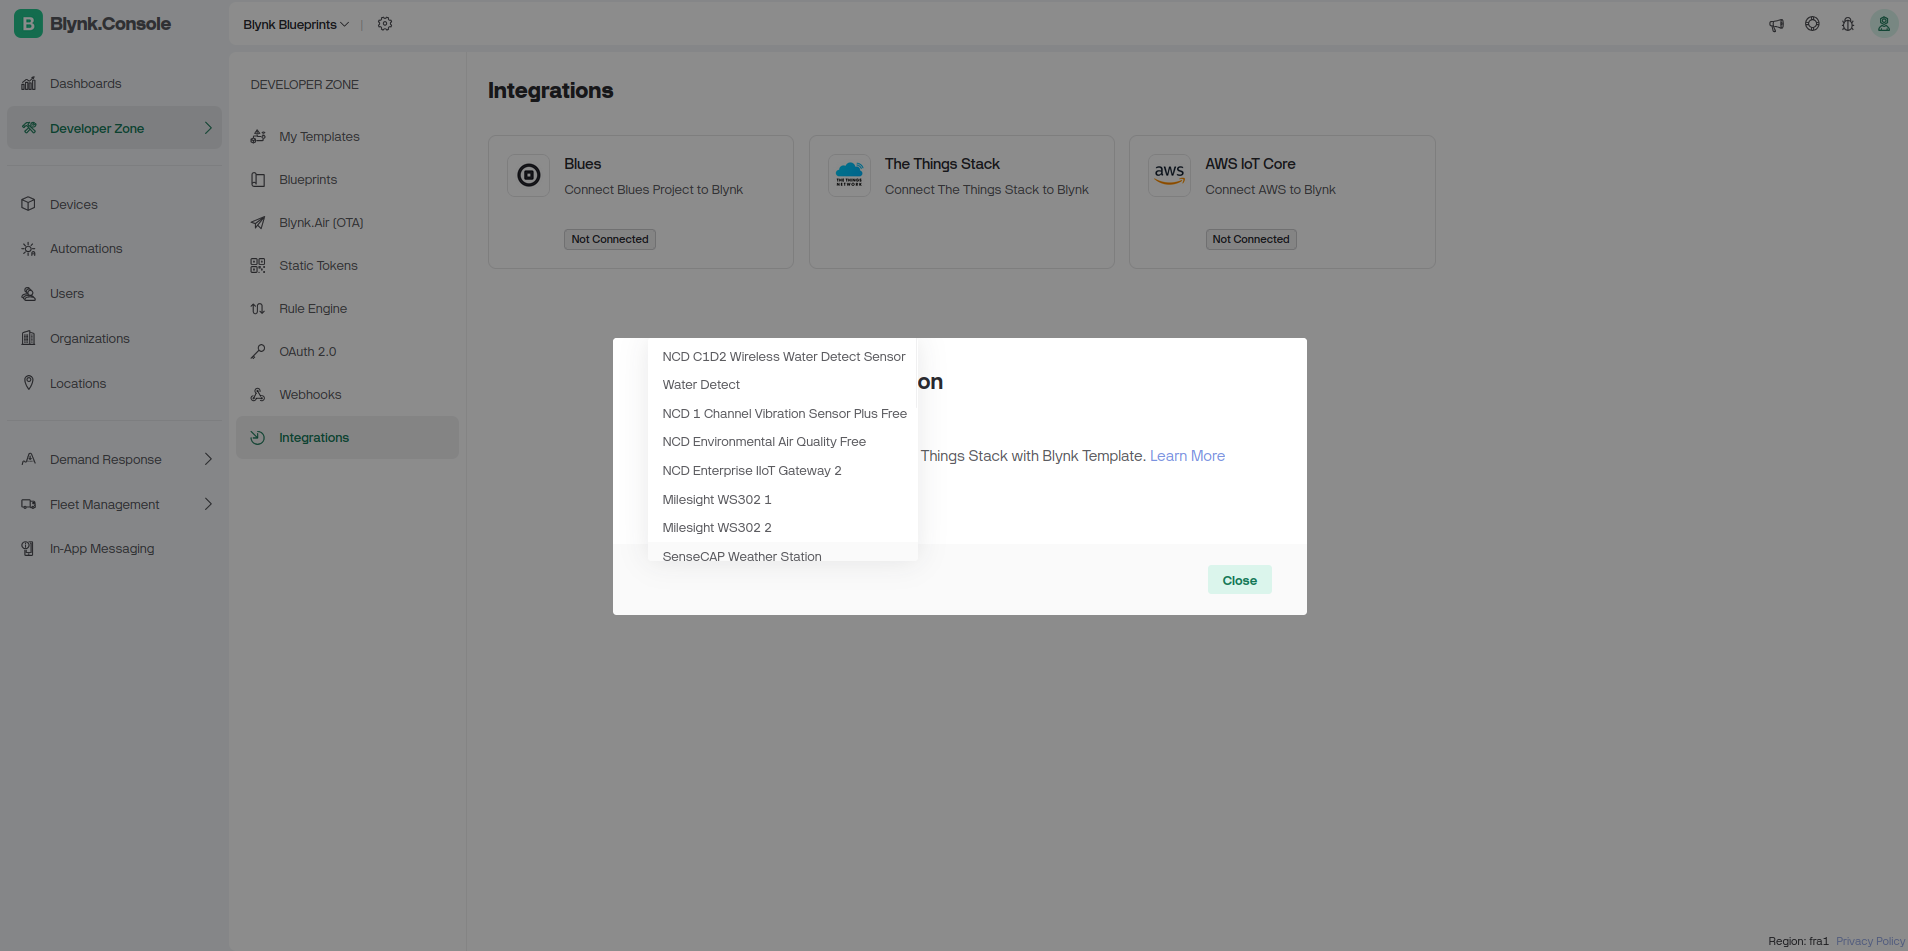 B Blynk.Console
Blynk Blueprints
Dashboards
Developer Zone
Devices
Automations
Users
Organizations
Locations
Demand Response
Fleet Management
In-App Messaging
DEVELOPER ZONE
My Templates
Blueprints
Blynk.Air (OTA)
Static Tokens
Rule Engine
OAuth 2.0
Webhooks
Integrations
Integrations
Blues
Connect Blues Project to Blynk
Not Connected
THE THINGS
NETWORK
The Things Stack
Connect The Things Stack to Blynk
aws
AWS IoT Core
Connect AWS to Blynk
Not Connected
on
Things Stack with Blynk Template. Learn More
NCD C1D2 Wireless Water Detect Sensor
Water Detect
NCD 1 Channel Vibration Sensor Plus Free
NCD Environmental Air Quality Free
NCD Enterprise IIoT Gateway 2
Milesight WS302 1
Milesight WS302 2
SenseCAP Weather Station
Close
Region: fra1 Privacy Policy